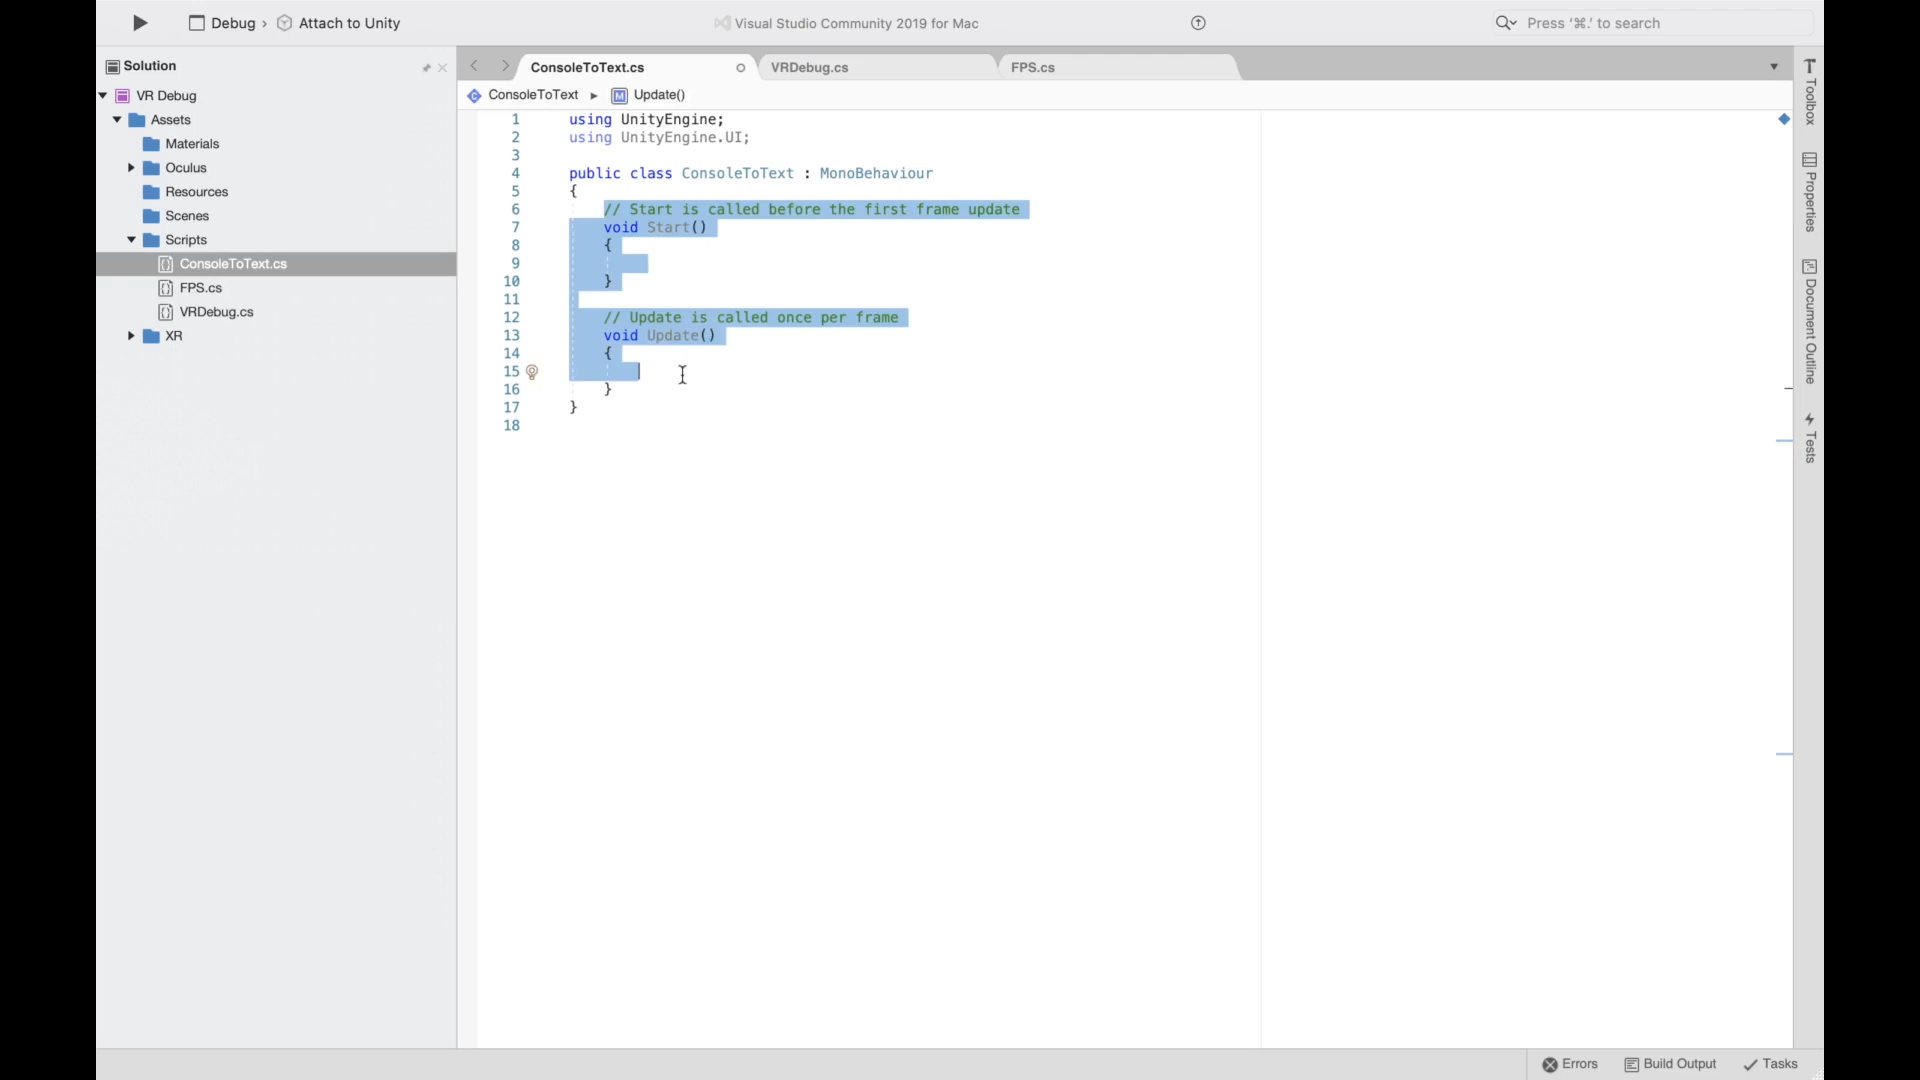 Debug › Attach to Unity
Visual Studio Community 2019 for Mac
Press ‘⌘.’ to search
Solution
VR Debug
Assets
Materials
Oculus
Resources
Scenes
Scripts
ConsoleToText.cs
FPS.cs
VRDebug.cs
XR
ConsoleToText.cs
VRDebug.cs
FPS.cs
ConsoleToText ▸ M Update()
1 using UnityEngine;
2 using UnityEngine.UI;
3
4 public class ConsoleToText : MonoBehaviour
5 {
6 // Start is called before the first frame update
7 void Start()
8 {
9
10 }
11
12 // Update is called once per frame
13 void Update()
14 {
15
16 }
17 }
18
Toolbox
Properties
Document Outline
Tests
Errors
Build Output
Tasks